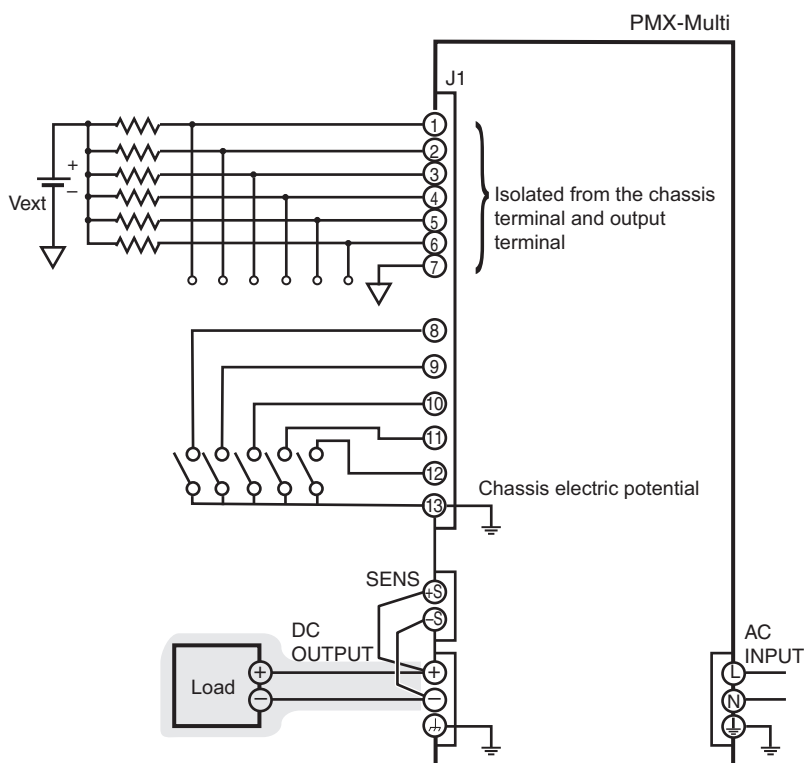 PMX-Multi
J1
1
2
3
4
5
6
7
+
–
Vext
Isolated from the chassis
terminal and output
terminal
8
9
10
11
12
13
Chassis electric potential
SENS
+S
–S
DC
OUTPUT
Load
+
–
+
–
AC
INPUT
L
N